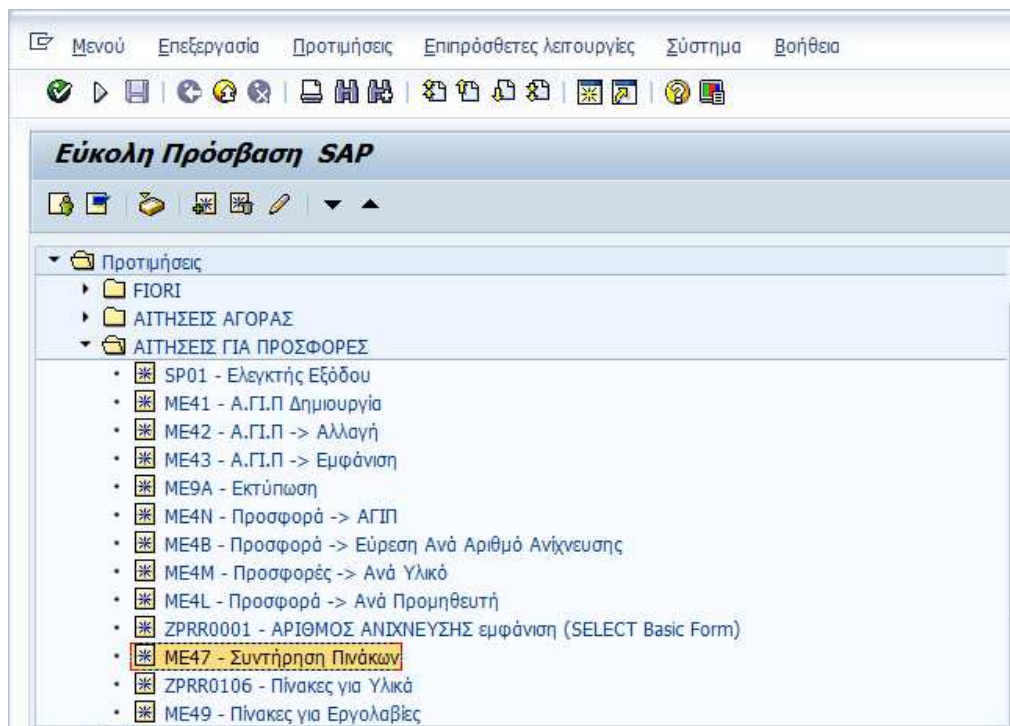 Μενού Επεξεργασία Προτιμήσεις Επιπρόσθετες λειτουργίες Σύστημα Βοήθεια
Εύκολη Πρόσβαση SAP
Προτιμήσεις
FIORI
ΑΙΤΗΣΕΙΣ ΑΓΟΡΑΣ
ΑΙΤΗΣΕΙΣ ΓΙΑ ΠΡΟΣΦΟΡΕΣ
SP01 - Ελεγκτής Εξόδου
ME41 - Α.ΓΙ.Π Δημιουργία
ME42 - Α.ΓΙ.Π -> Αλλαγή
ME43 - Α.ΓΙ.Π -> Εμφάνιση
ME9A - Εκτύπωση
ME4N - Προσφορά -> ΑΓΙΠ
ME4B - Προσφορά -> Εύρεση Ανά Αριθμό Ανίχνευσης
ME4M - Προσφορές -> Ανά Υλικό
ME4L - Προσφορά -> Ανά Προμηθευτή
ZPRR0001 - ΑΡΙΘΜΟΣ ΑΝΙΧΝΕΥΣΗΣ εμφάνιση (SELECT Basic Form)
ME47 - Συντήρηση Πινάκων
ZPRR0106 - Πίνακες για Υλικά
ME49 - Πίνακες για Εργολαβίες